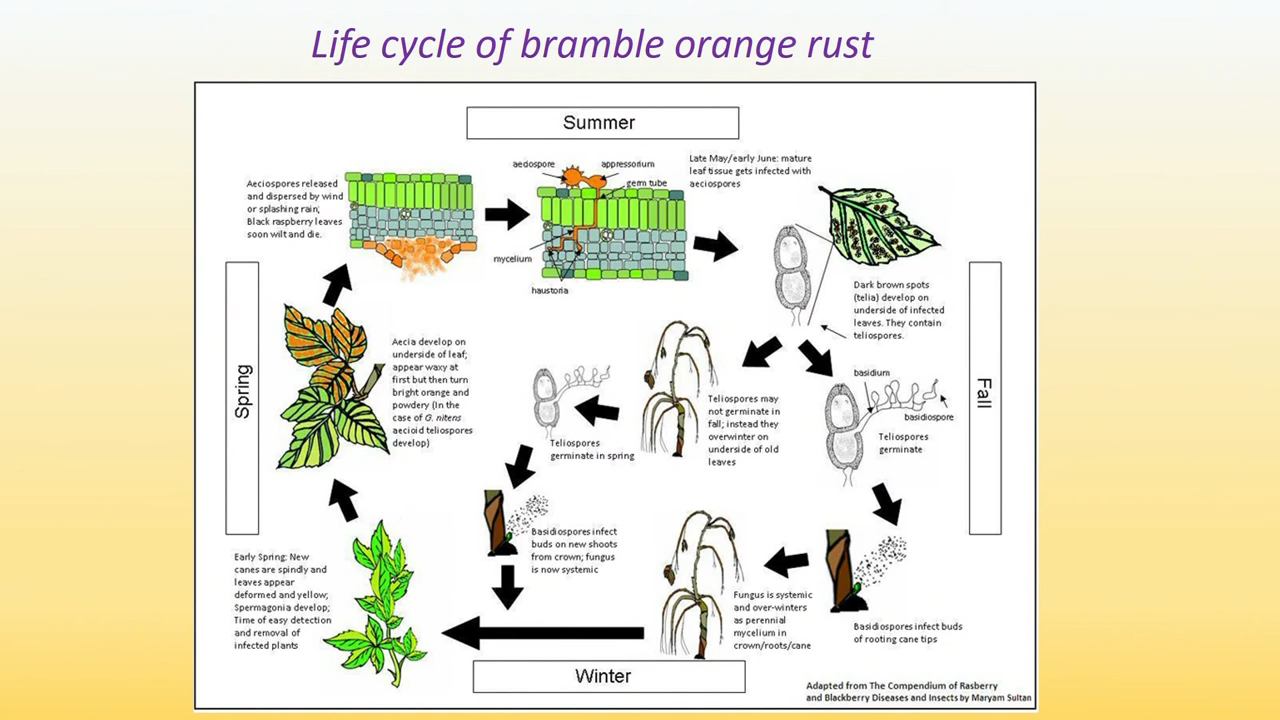 Life cycle of bramble orange rust
Summer
Aeciospores released
and dispersed by wind
or splashing rain;
Black raspberry leaves
soon wilt and die.
aeciospore
appressorium
germ tube
mycelium
haustoria
Late May/early June: mature
leaf tissue gets infected with
aeciospores
Dark brown spots
(telia) develop on
underside of infected
leaves. They contain
teliospores.
Spring
Fall
Aecia develop on
underside of leaf;
appear waxy at
first but then turn
bright orange and
powdery (In the
case of G. nitens
aecioid teliospores
develop)
Teliospores
germinate in spring
Teliospores may
not germinate in
fall; instead they
overwinter on
underside of old
leaves
basidium
basidiospore
Teliospores
germinate
Basidiospores infect
buds on new shoots
from crown; fungus
is now systemic
Early Spring: New
canes are spindly and
leaves appear
deformed and yellow;
Spermagonia develop;
Time of easy detection
and removal of
infected plants
Fungus is systemic
and over-winters
as perennial
mycelium in
crown/roots/cane
Basidiospores infect buds
of rooting cane tips
Winter
Adapted from The Compendium of Rasberry
and Blackberry Diseases and Insects by Maryam Sultan